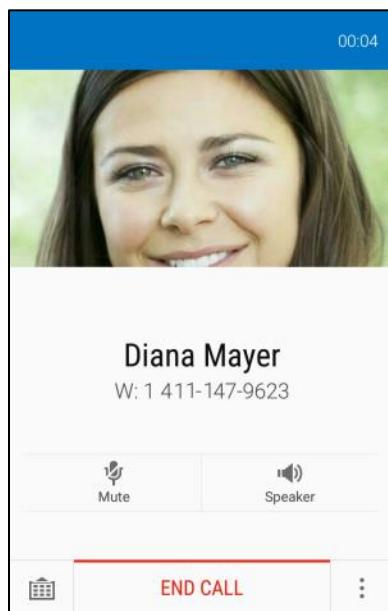 00:04
Diana Mayer
W: 1 411-147-9623
Mute
Speaker
END CALL